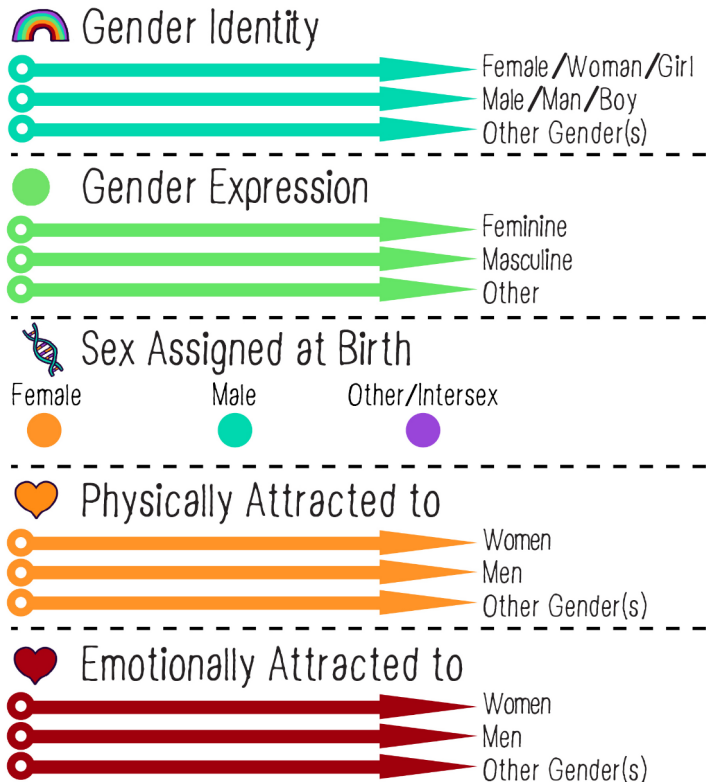 Gender Identity
Female/Woman/Girl
Male/Man/Boy
Other Gender(s)
Gender Expression
Feminine
Masculine
Other
Sex Assigned at Birth
Female Male Other/Intersex
Physically Attracted to
Women
Men
Other Gender(s)
Emotionally Attracted to
Women
Men
Other Gender(s)